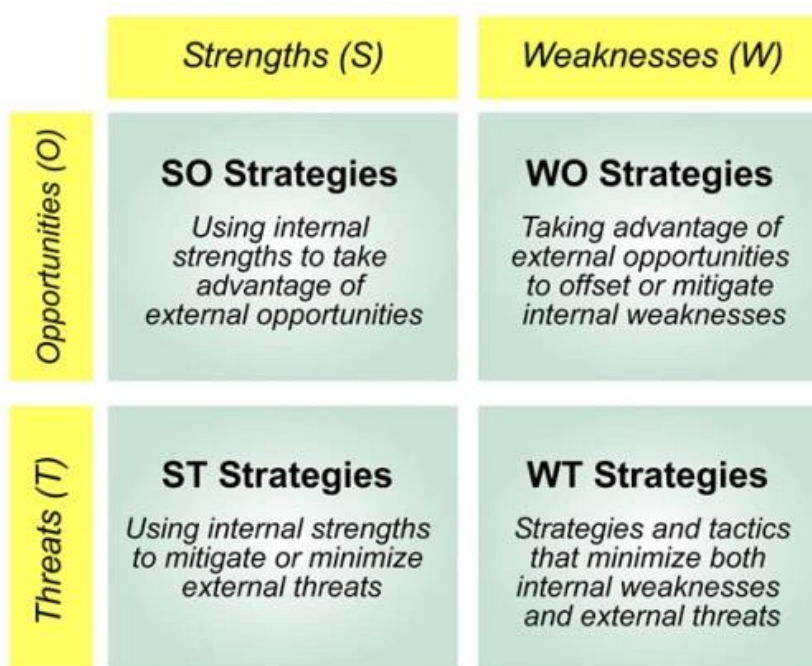 Strengths (S)
Weaknesses (W)
Opportunities (O)
SO Strategies
Using internal
strengths to take
advantage of
external opportunities
WO Strategies
Taking advantage of
external opportunities
to offset or mitigate
internal weaknesses
Threats (T)
ST Strategies
Using internal strengths
to mitigate or minimize
external threats
WT Strategies
Strategies and tactics
that minimize both
internal weaknesses
and external threats